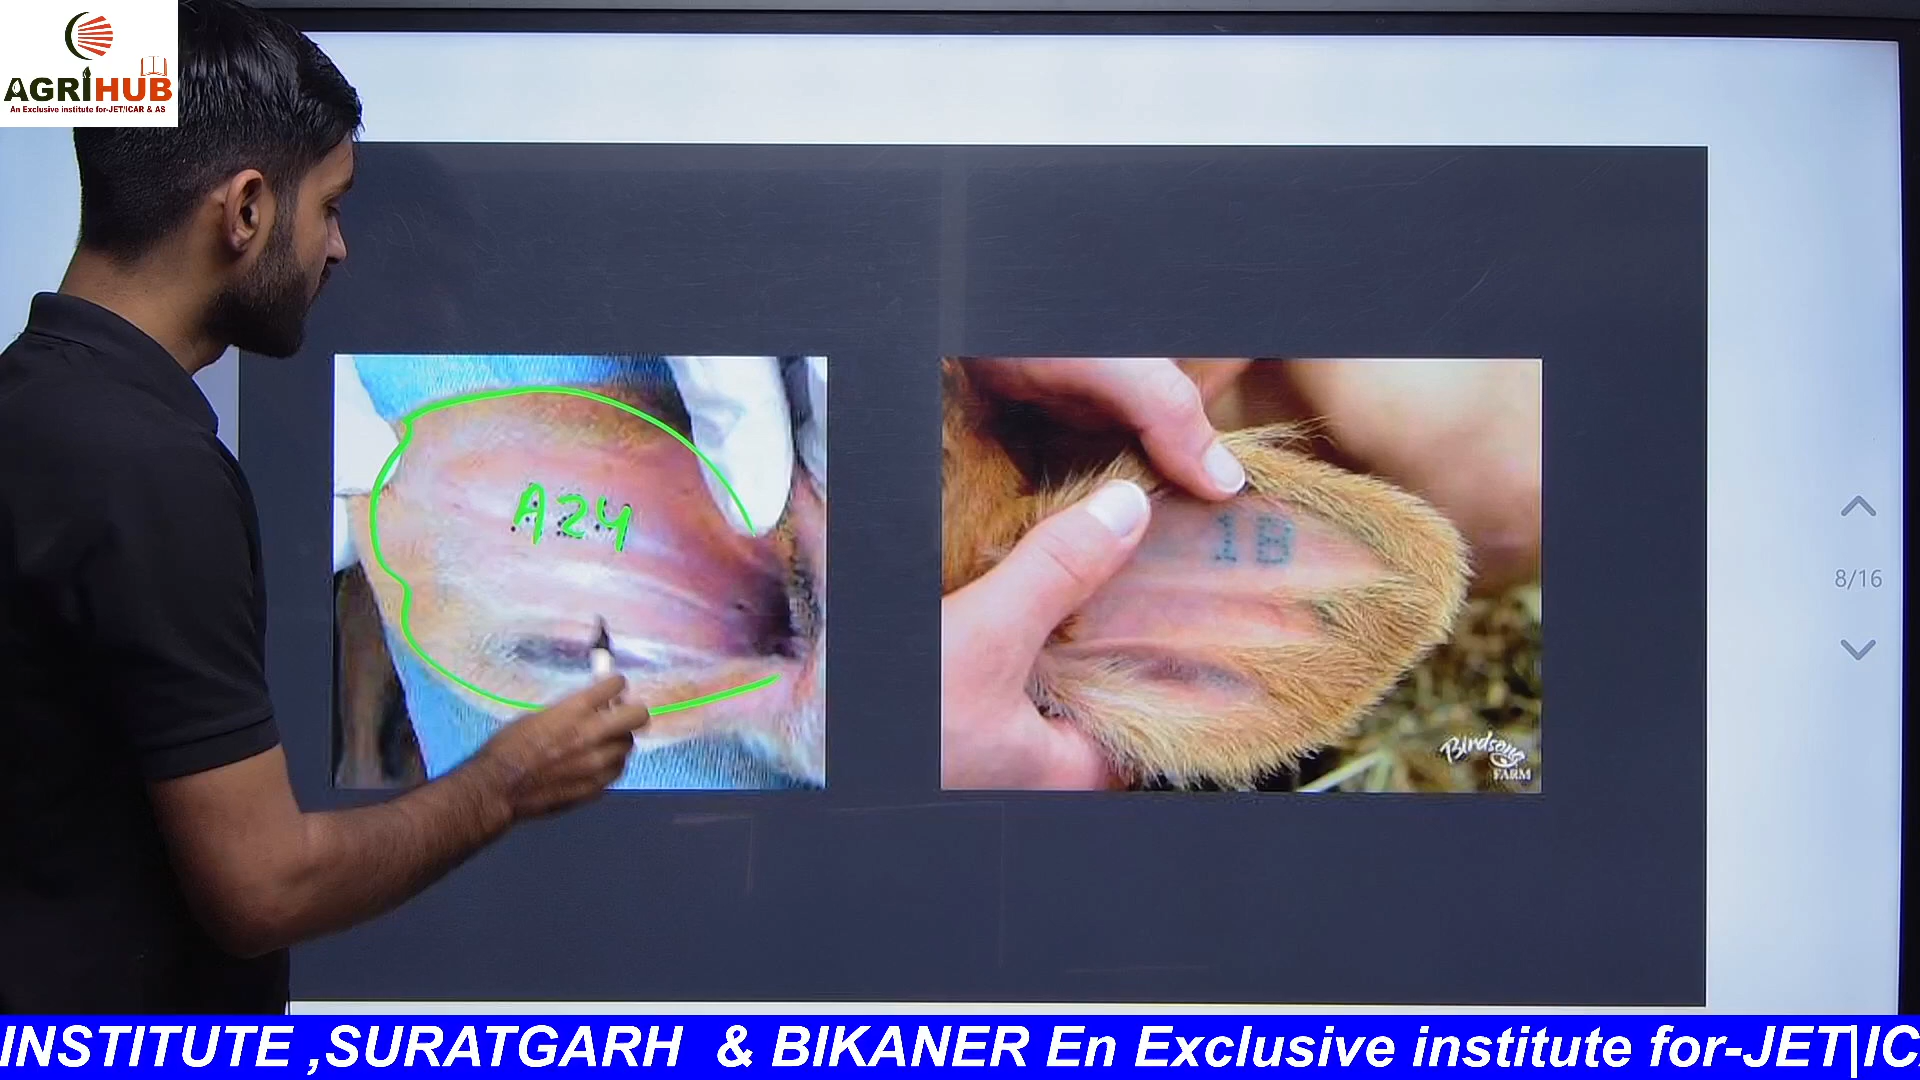 AGRIHUB
An Exclusive institute for-JET/ICAR & AS
A24
1B
8/16
Birdsong
FARM
INSTITUTE ,SURATGARH & BIKANER En Exclusive institute for-JET|IC